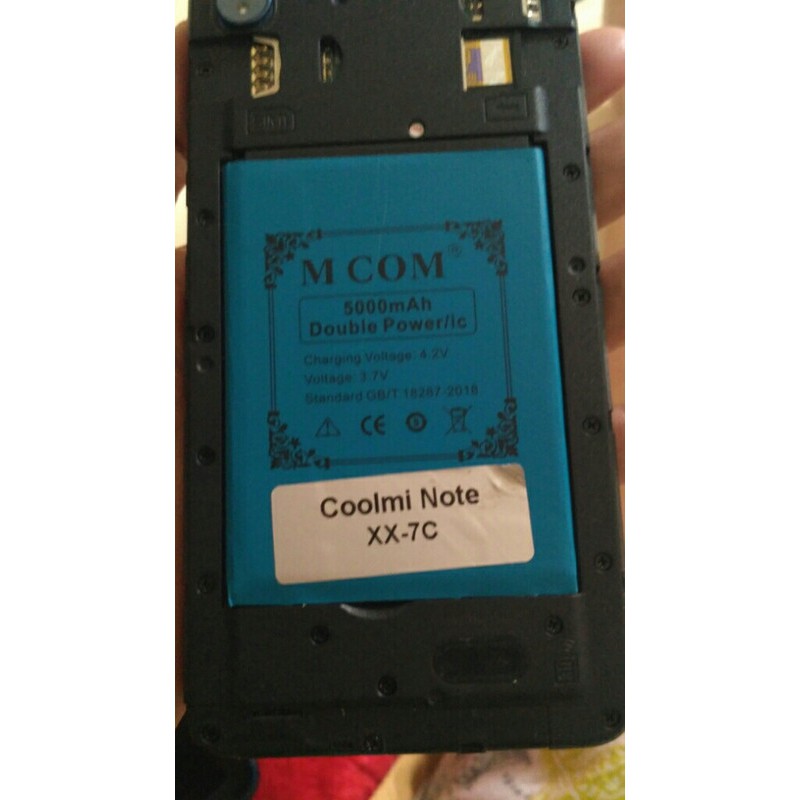 M COM®
5000mAh
Double Power/ic
Charging Voltage: 4.2V
Voltage: 3.7V
Standard GB/T 18287-2018
CE
Coolmi Note
XX-7C